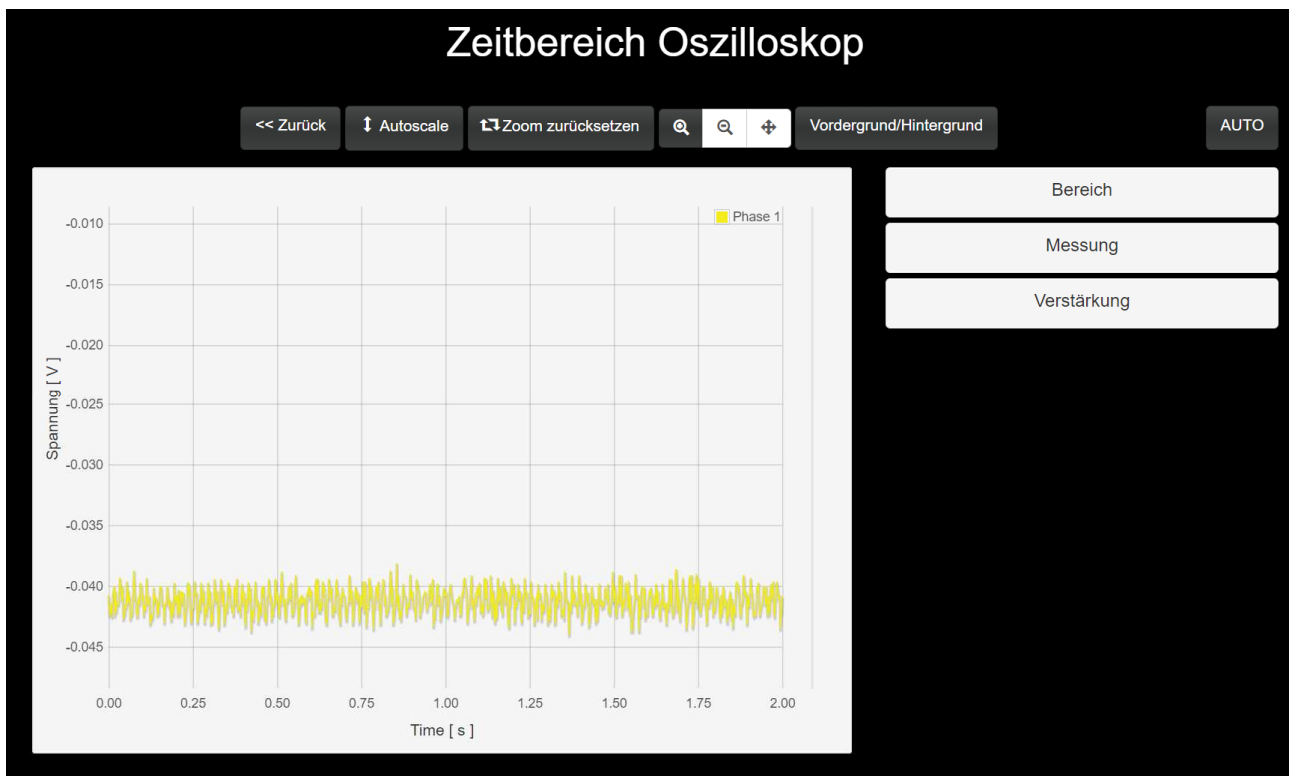 Zeitbereich Oszilloskop
<< Zurück Autoscale Zoom zurücksetzen Vordergrund/Hintergrund AUTO
Bereich
Messung
Verstärkung
Phase 1
-0.010
-0.015
-0.020
-0.025
-0.030
-0.035
-0.040
-0.045
Spannung [ V ]
0.00 0.25 0.50 0.75 1.00 1.25 1.50 1.75 2.00
Time [ s ]